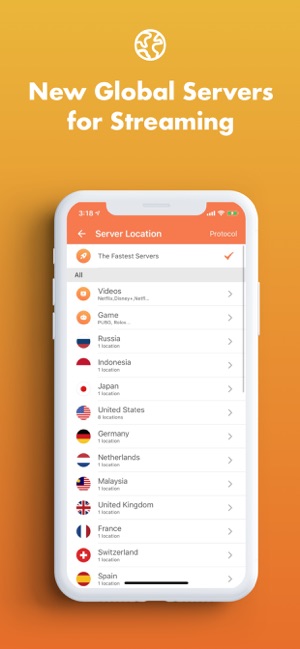 New Global Servers
for Streaming
3:18
Server Location
Protocol
The Fastest Servers
All
Videos
Netflix,Disney+,Netfl...
Game
PUBG, Roblo...
Russia
1 location
Indonesia
1 location
Japan
1 location
United States
8 locations
Germany
1 location
Netherlands
1 location
Malaysia
1 location
United Kingdom
1 location
France
1 location
Switzerland
1 location
Spain
1 location